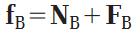 f_B = N_B + F_B